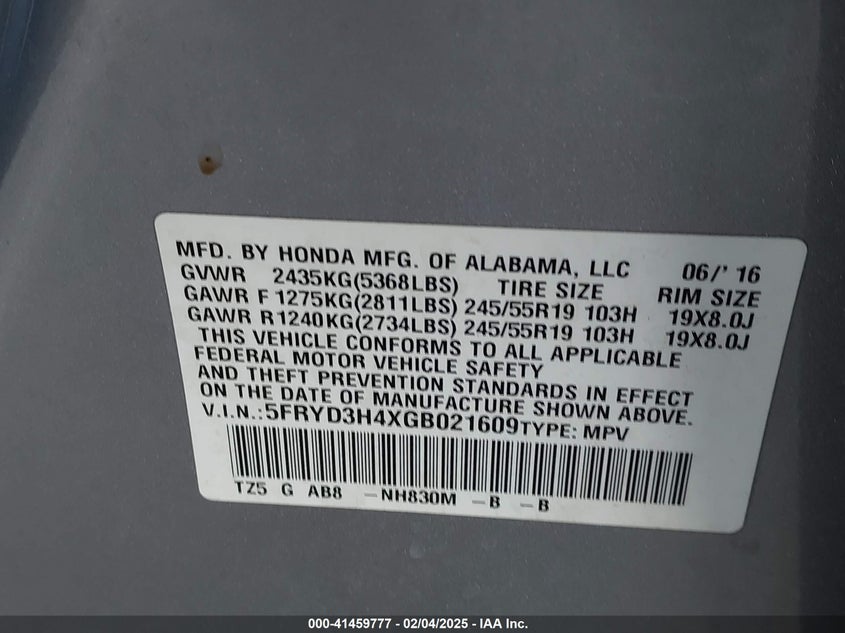 MFD. BY HONDA MFG. OF ALABAMA, LLC 06/'16
GVWR 2435KG(5368LBS) TIRE SIZE RIM SIZE
GAWR F 1275KG(2811LBS) 245/55R19 103H 19X8.0J
GAWR R 1240KG(2734LBS) 245/55R19 103H 19X8.0J
THIS VEHICLE CONFORMS TO ALL APPLICABLE
FEDERAL MOTOR VEHICLE SAFETY
AND THEFT PREVENTION STANDARDS IN EFFECT
ON THE DATE OF MANUFACTURE SHOWN ABOVE.
V.I.N.:5FRYD3H4XGB021609 TYPE: MPV
TZ5 G AB8 -NH830M -B -B
000-41459777 - 02/04/2025 - IAA Inc.